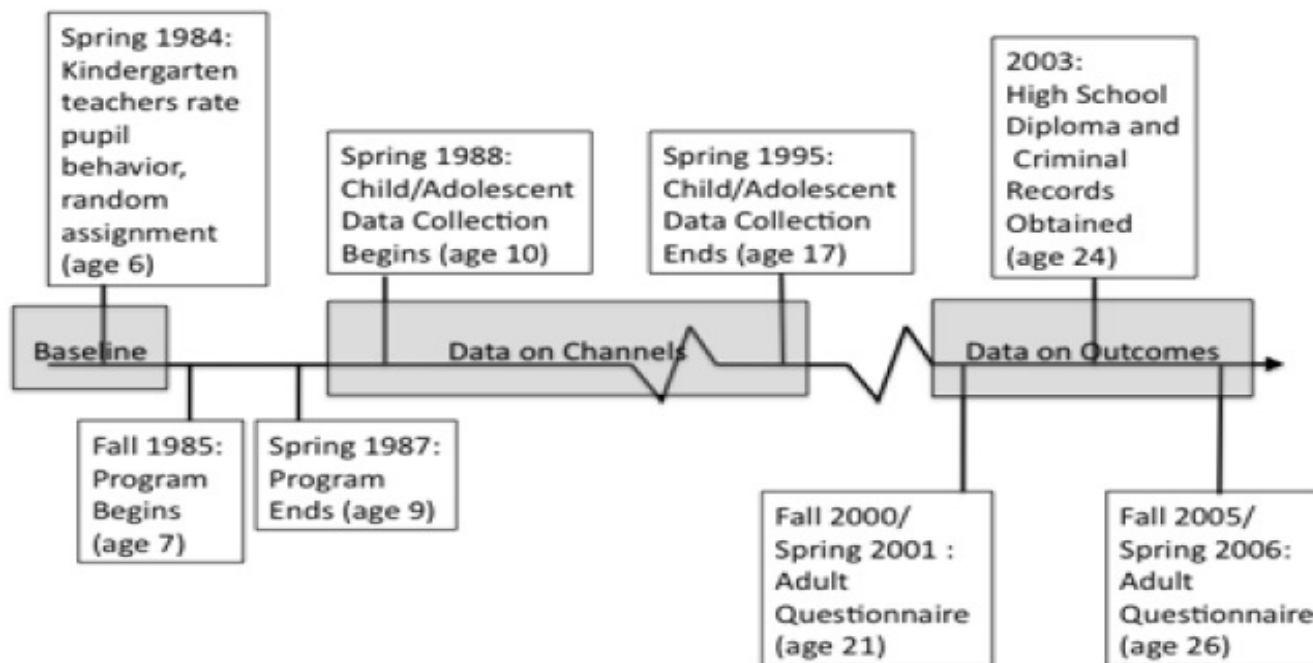 Spring 1984:
Kindergarten
teachers rate
pupil
behavior,
random
assignment
(age 6)
Spring 1988:
Child/Adolescent
Data Collection
Begins (age 10)
Spring 1995:
Child/Adolescent
Data Collection
Ends (age 17)
2003:
High School
Diploma and
Criminal
Records
Obtained
(age 24)
Baseline
Data on Channels
Data on Outcomes
Fall 1985:
Program
Begins
(age 7)
Spring 1987:
Program
Ends (age 9)
Fall 2000/
Spring 2001 :
Adult
Questionnaire
(age 21)
Fall 2005/
Spring 2006:
Adult
Questionnaire
(age 26)